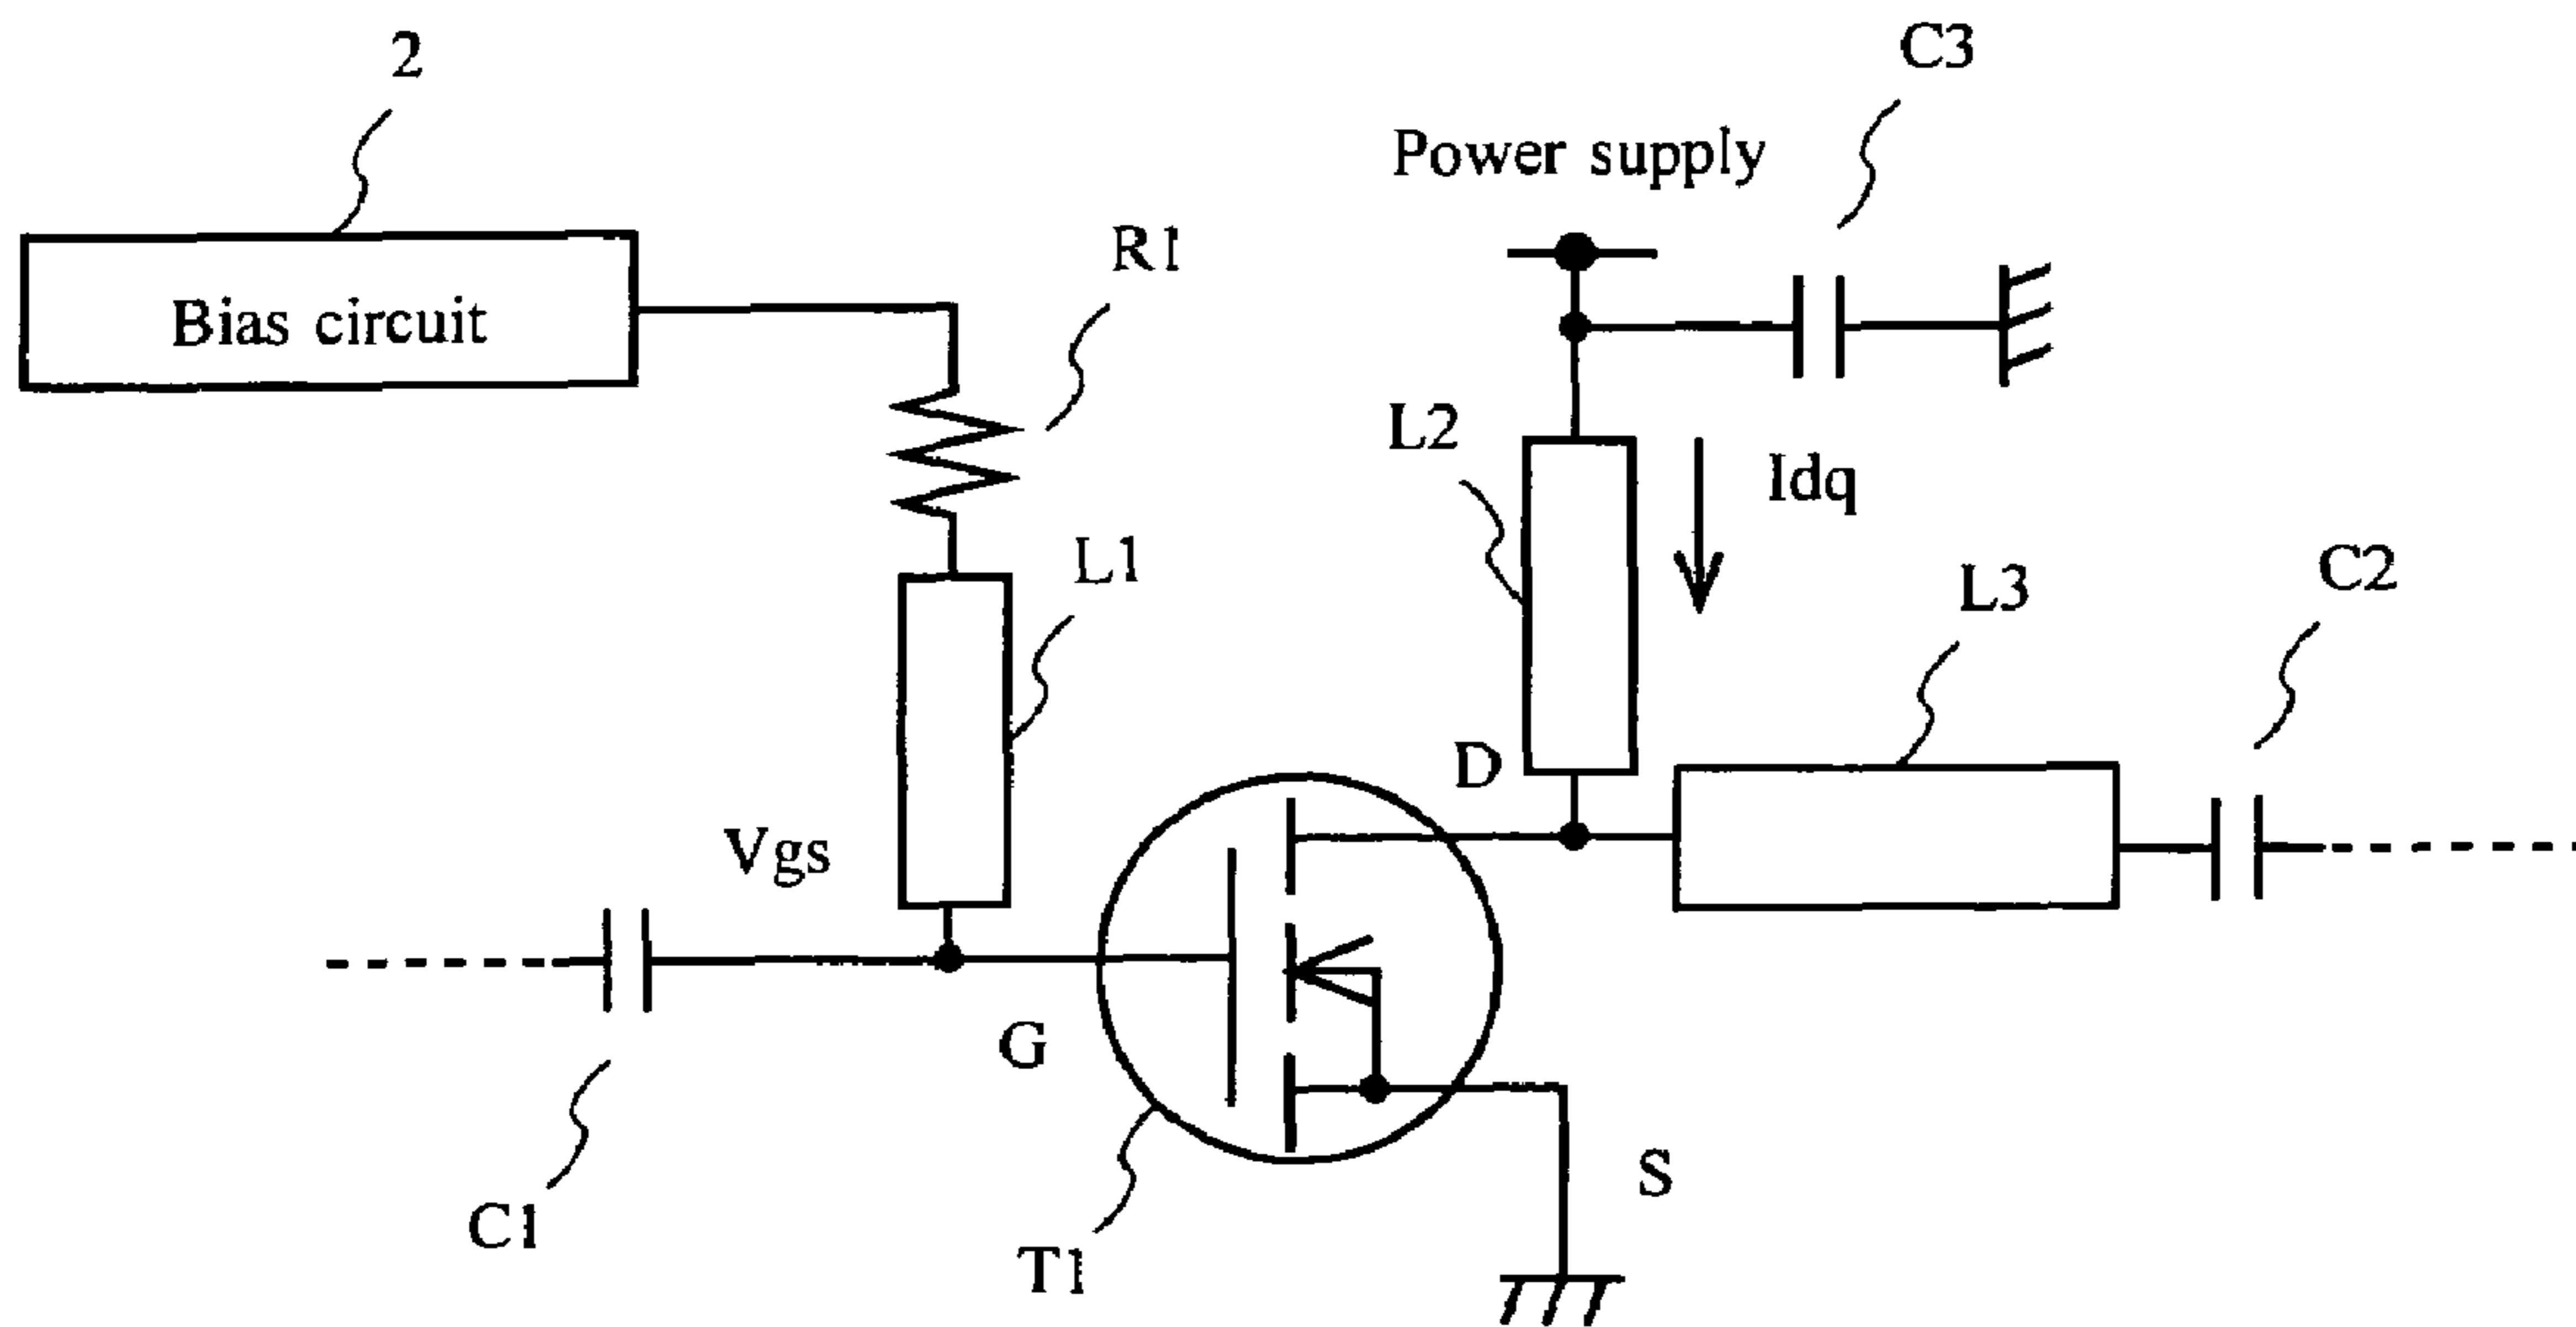 2
C3
Power supply
R1
Bias circuit
L2
Idq
L1
L3
C2
D
Vgs
G
S
C1
T1